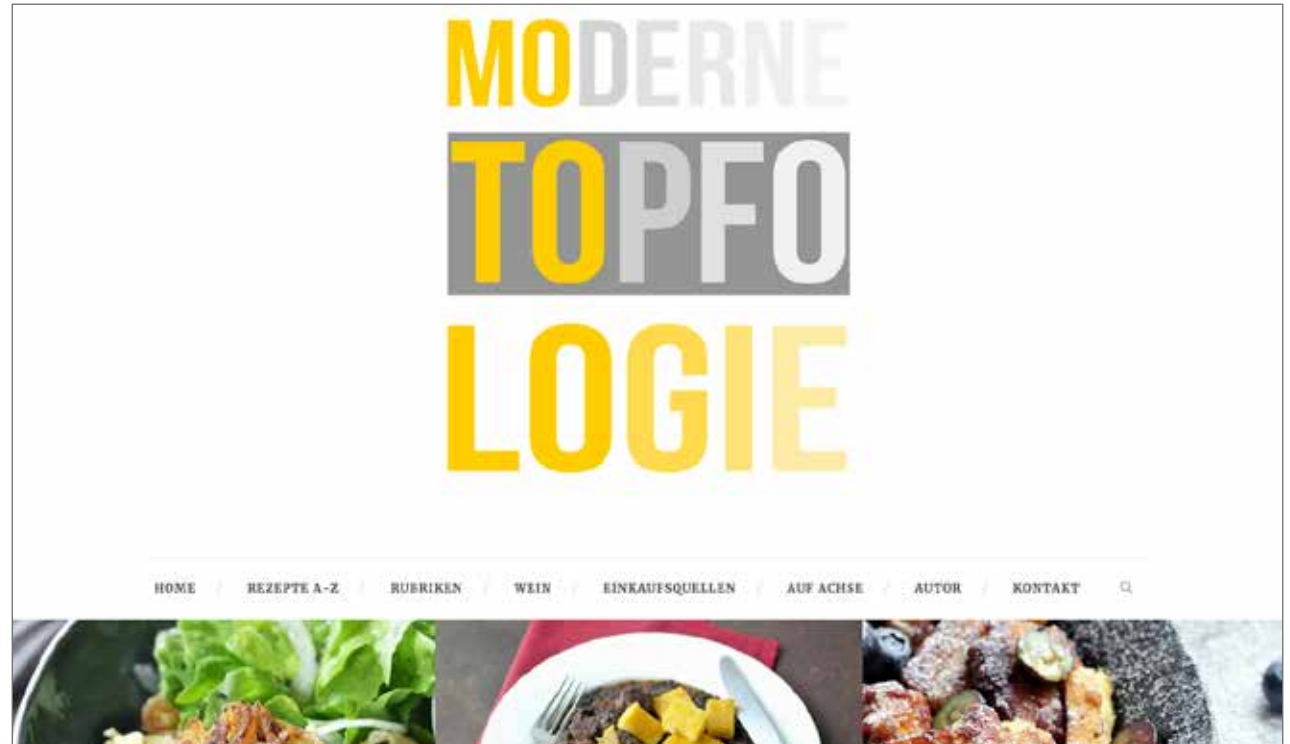 MODERNE
TOPFO
LOGIE
HOME / REZEPTE A-Z / RUBRIKEN / WEIN / EINKAUFSQUELLEN / AUF ACHSE / AUTOR / KONTAKT